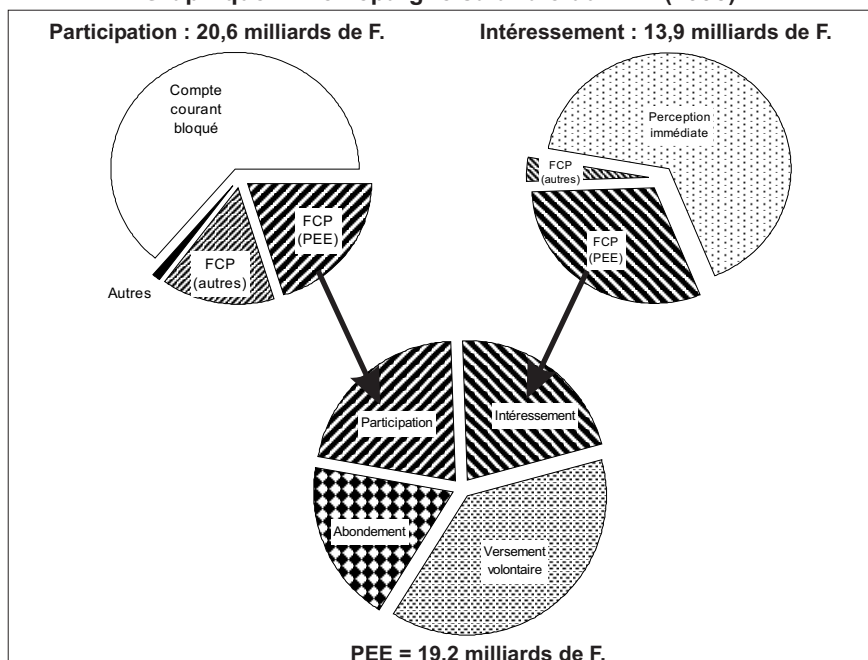 Participation : 20,6 milliards de F.
Intéressement : 13,9 milliards de F.
Compte
courant
bloqué
FCP
(PEE)
FCP
(autres)
Autres
Perception
immédiate
FCP
(autres)
FCP
(PEE)
Participation
Intéressement
Abondement
Versement
volontaire
PEE = 19,2 milliards de F.